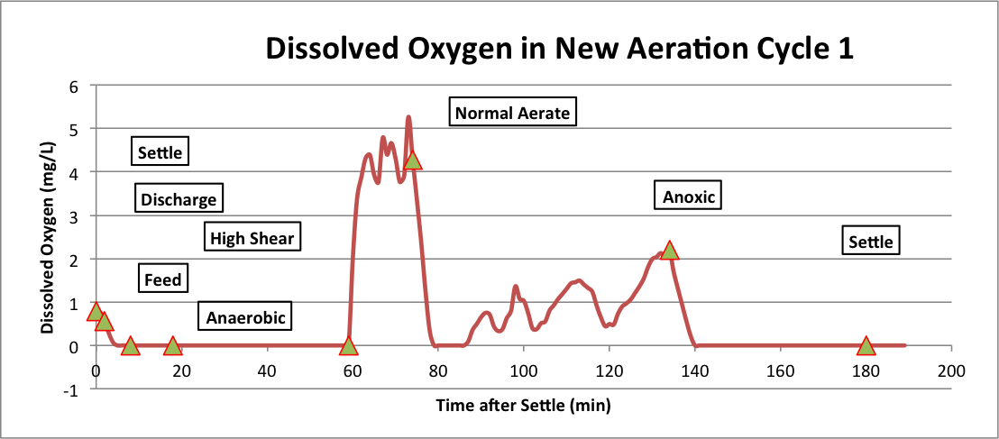 Dissolved Oxygen in New Aeration Cycle 1
6
5
4
3
2
1
0
-1
Dissolved Oxygen (mg/L)
Normal Aerate
Settle
Discharge
Anoxic
High Shear
Settle
Feed
Anaerobic
0 20 40 60 80 100 120 140 160 180 200
Time after Settle (min)